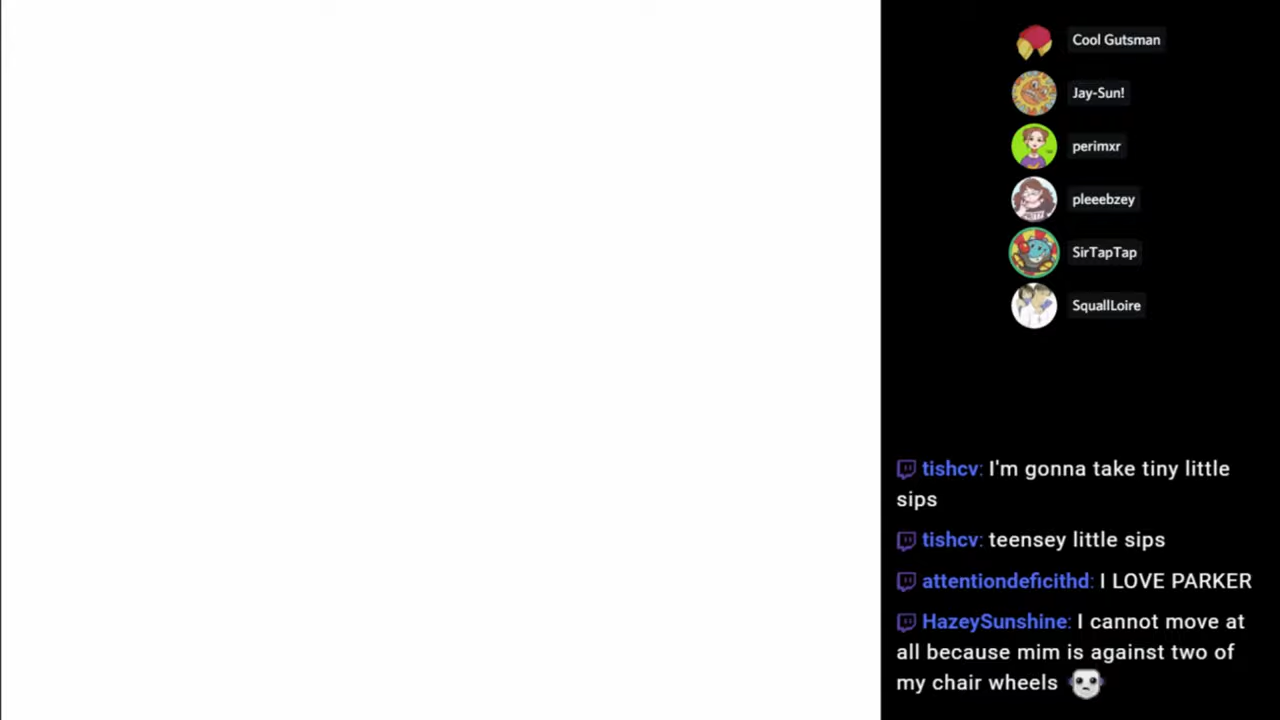 Cool Gutsman
Jay-Sun!
perimxr
pleeebzey
SirTapTap
SquallLoire
tishcv: I'm gonna take tiny little
sips
tishcv: teensey little sips
attentiondeficithd: I LOVE PARKER
HazeySunshine: I cannot move at
all because mim is against two of
my chair wheels